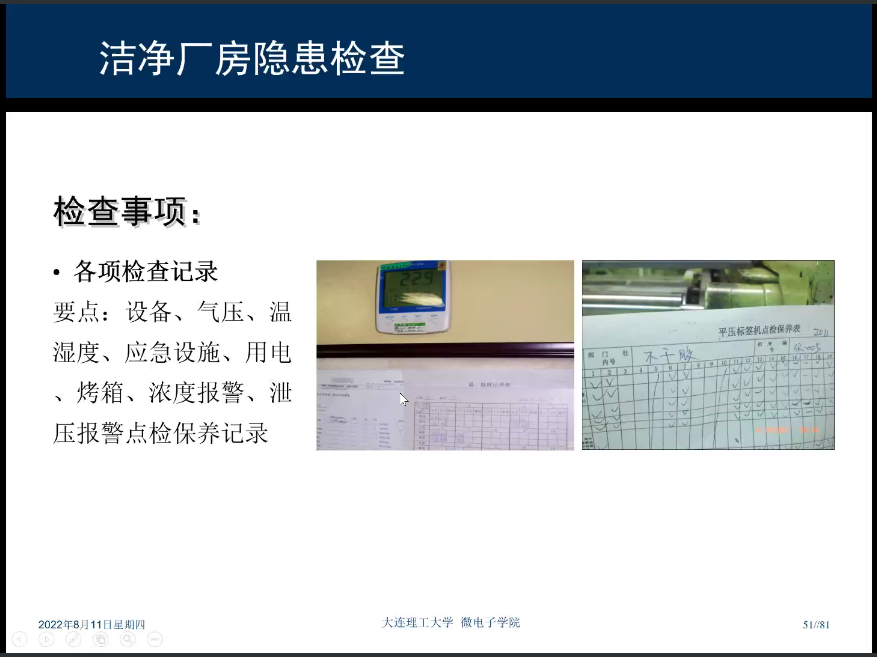 洁净厂房隐患检查
检查事项：
• 各项检查记录
要点：设备、气压、温
湿度、应急设施、用电
、烤箱、浓度报警、泄
压报警点检保养记录
22.9
平压标签机点检保养表
2011
不干胶
2022年8月11日星期四
大连理工大学 微电子学院
51//81